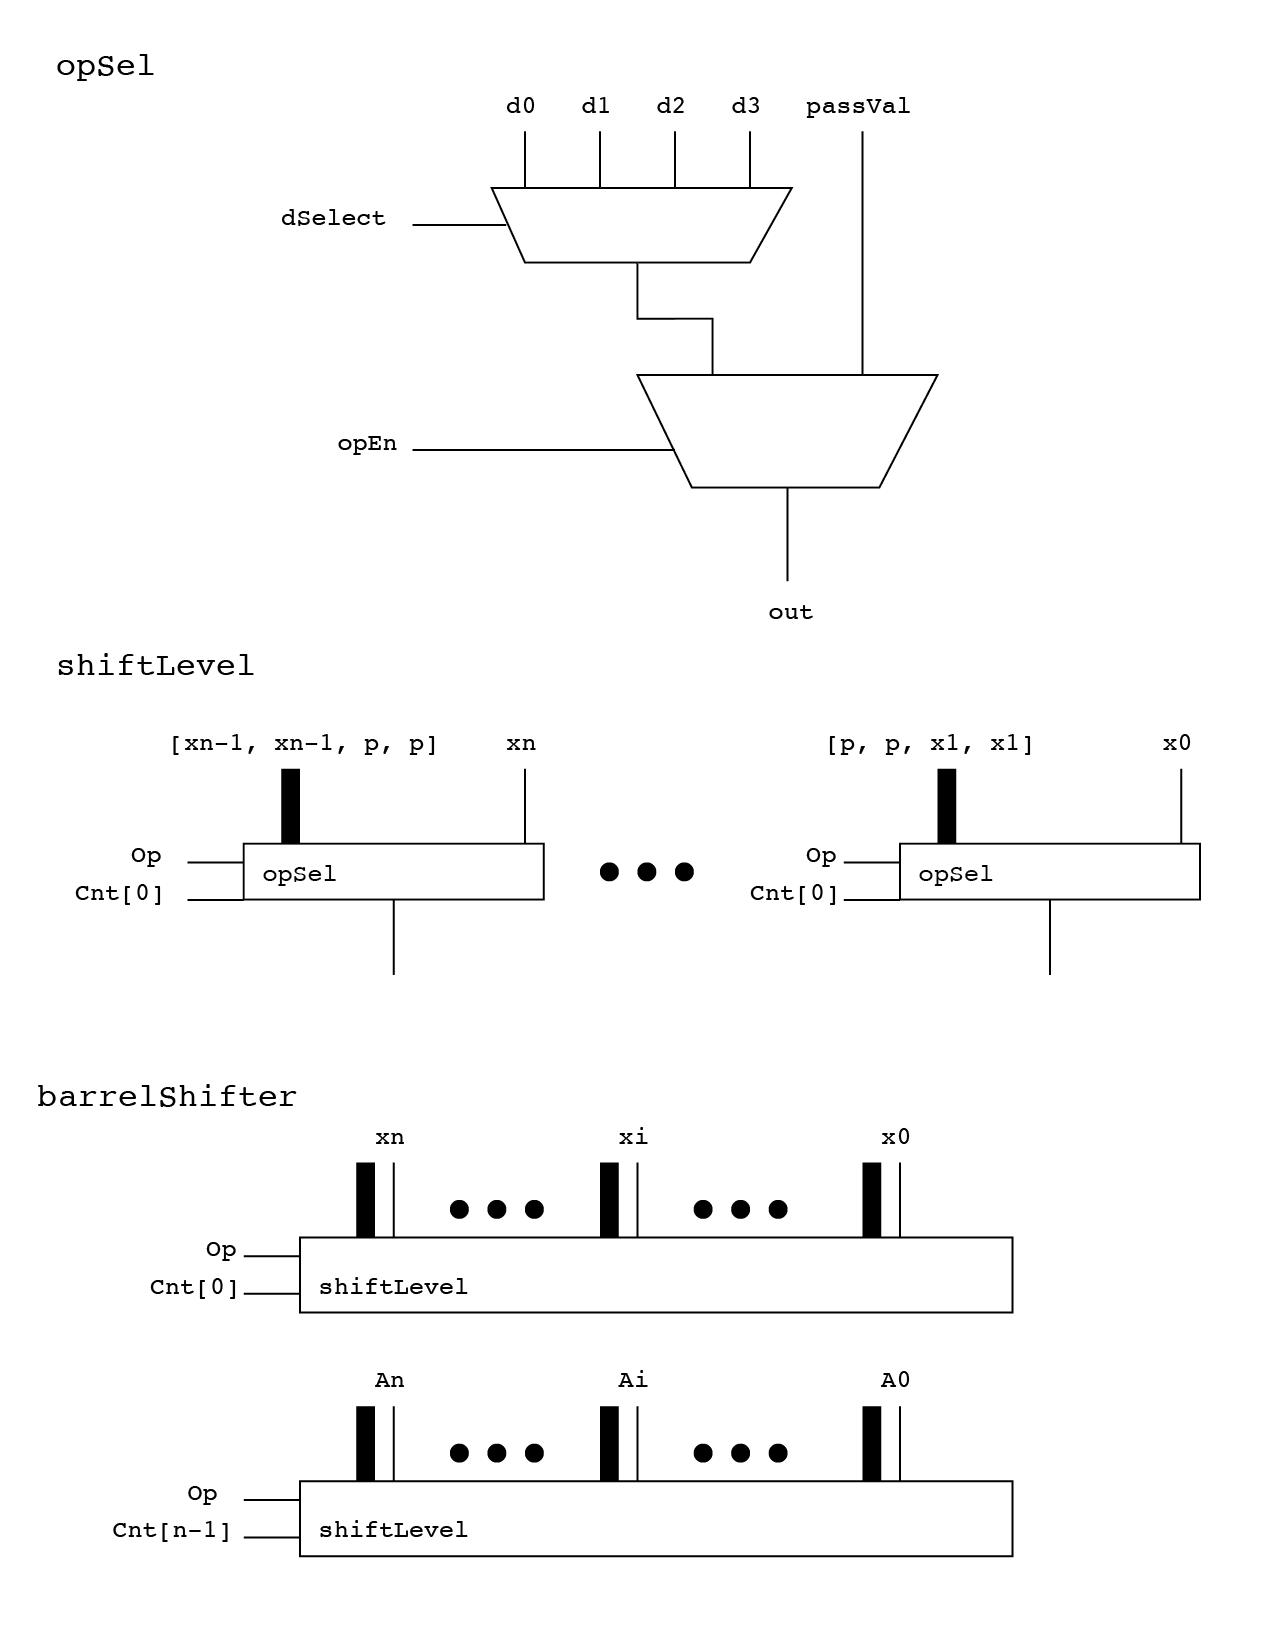 opSel
d0 d1 d2 d3 passVal
dSelect
opEn
out
shiftLevel
[xn-1, xn-1, p, p] xn [p, p, x1, x1] x0
Op Op
opSel opSel
Cnt[0] Cnt[0]
barrelShifter
xn xi x0
Op
Cnt[0] shiftLevel
An Ai A0
Op
Cnt[n-1] shiftLevel